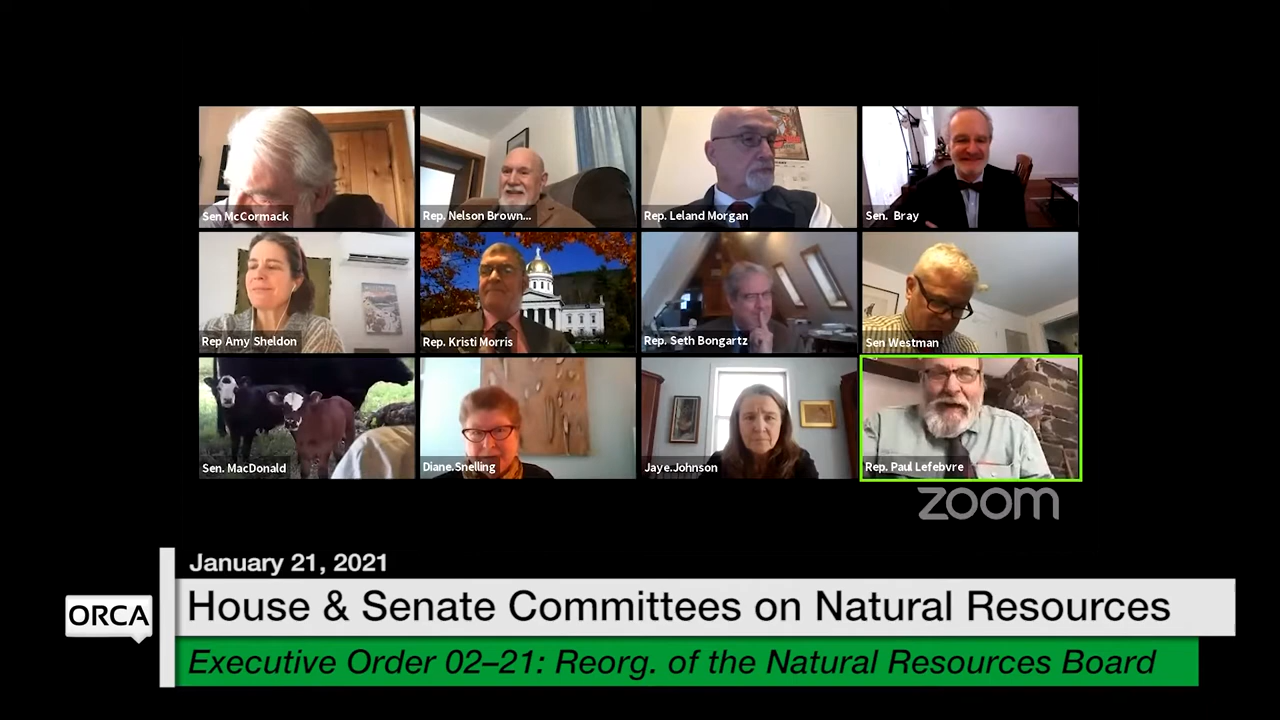 Sen McCormack
Rep. Nelson Brown...
Rep. Leland Morgan
Sen. Bray
Rep Amy Sheldon
Rep. Kristi Morris
Rep. Seth Bongartz
Sen Westman
Sen. MacDonald
Diane.Snelling
Jaye.Johnson
Rep. Paul Lefebvre
zoom
January 21, 2021
ORCA
House & Senate Committees on Natural Resources
Executive Order 02–21: Reorg. of the Natural Resources Board